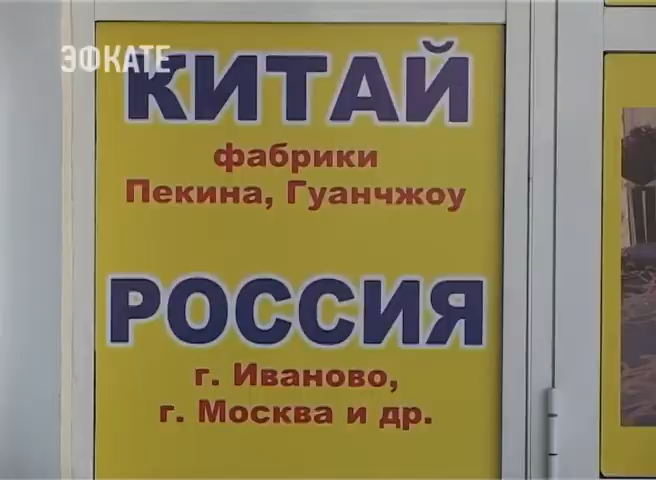 ЭФКАТЕ
КИТАЙ
фабрики
Пекина, Гуанчжоу
РОССИЯ
г. Иваново,
г. Москва и др.